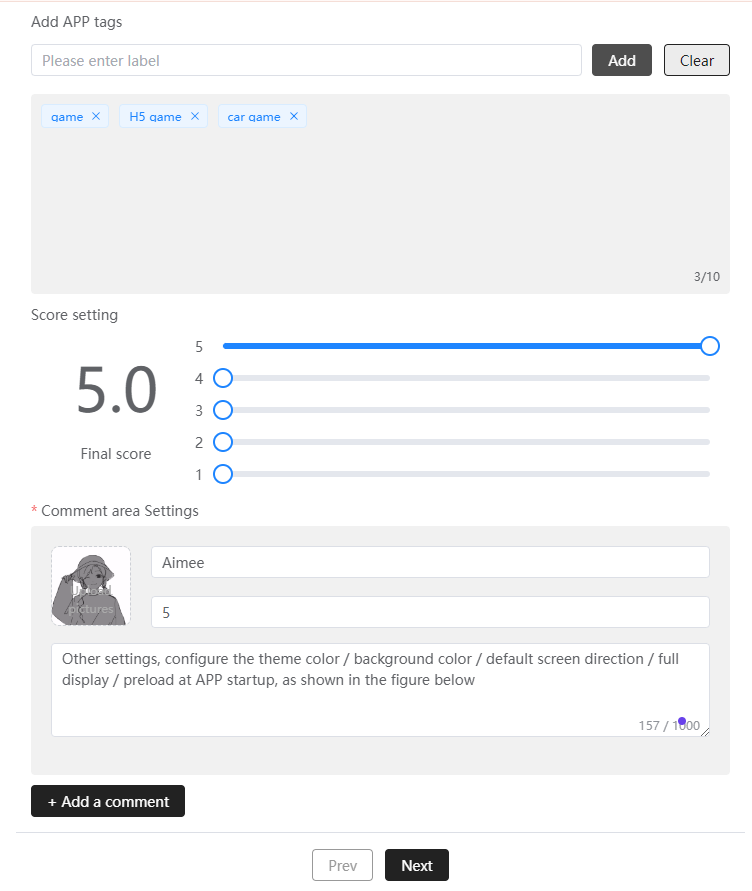 Add APP tags
Please enter label
Add
Clear
game ×
H5 game ×
car game ×
3/10
Score setting
5
4
3
2
1
5.0
Final score
* Comment area Settings
Upload
pictures
Aimee
5
Other settings, configure the theme color / background color / default screen direction / full
display / preload at APP startup, as shown in the figure below
157 / 1000
+ Add a comment
Prev
Next